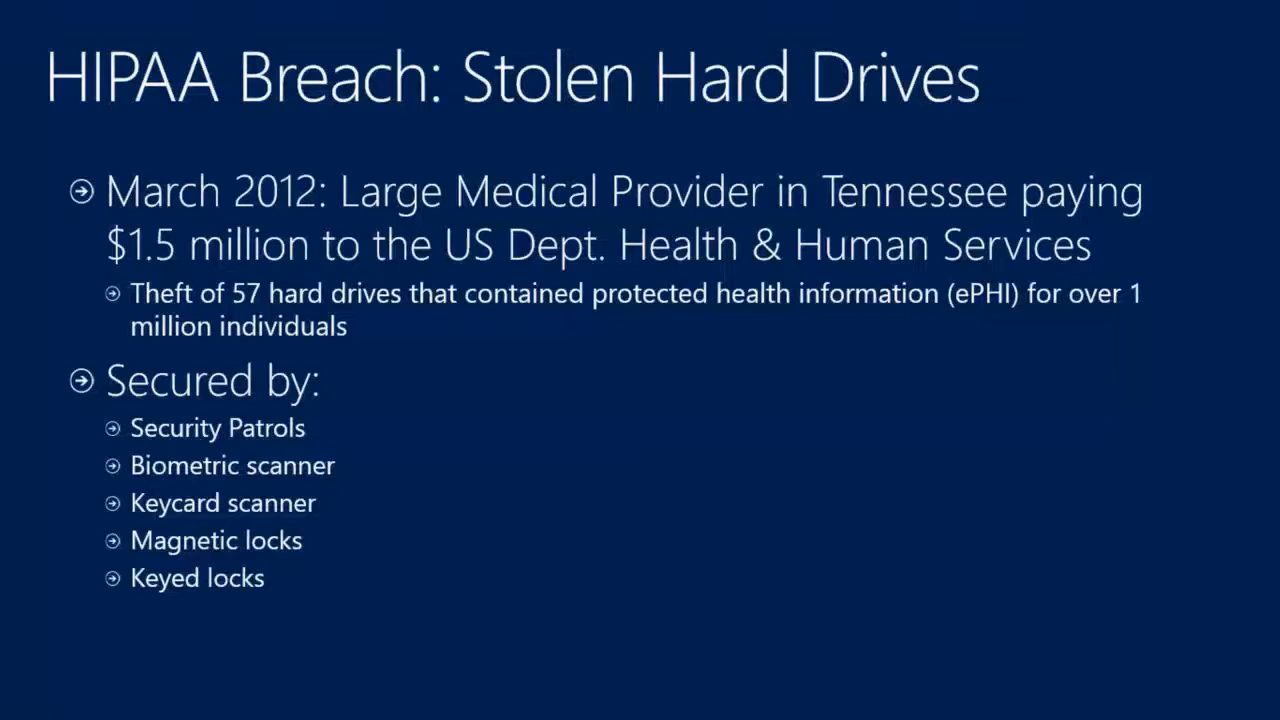 HIPAA Breach: Stolen Hard Drives
March 2012: Large Medical Provider in Tennessee paying
$1.5 million to the US Dept. Health & Human Services
Theft of 57 hard drives that contained protected health information (ePHI) for over 1
million individuals
Secured by:
Security Patrols
Biometric scanner
Keycard scanner
Magnetic locks
Keyed locks